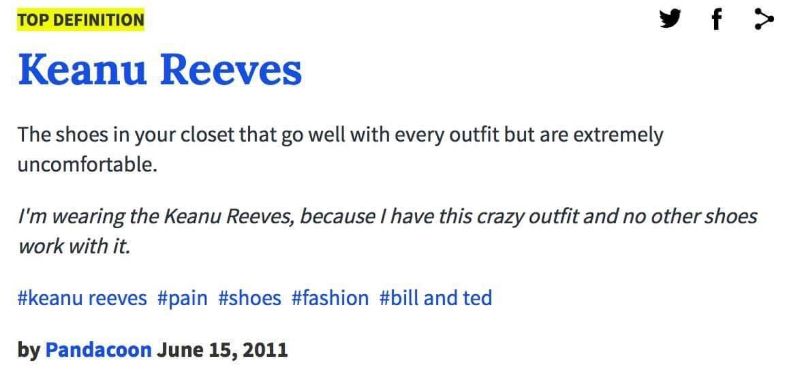 TOP DEFINITION
Keanu Reeves
The shoes in your closet that go well with every outfit but are extremely
uncomfortable.
I'm wearing the Keanu Reeves, because I have this crazy outfit and no other shoes
work with it.
#keanu reeves #pain #shoes #fashion #bill and ted
by Pandacoon June 15, 2011